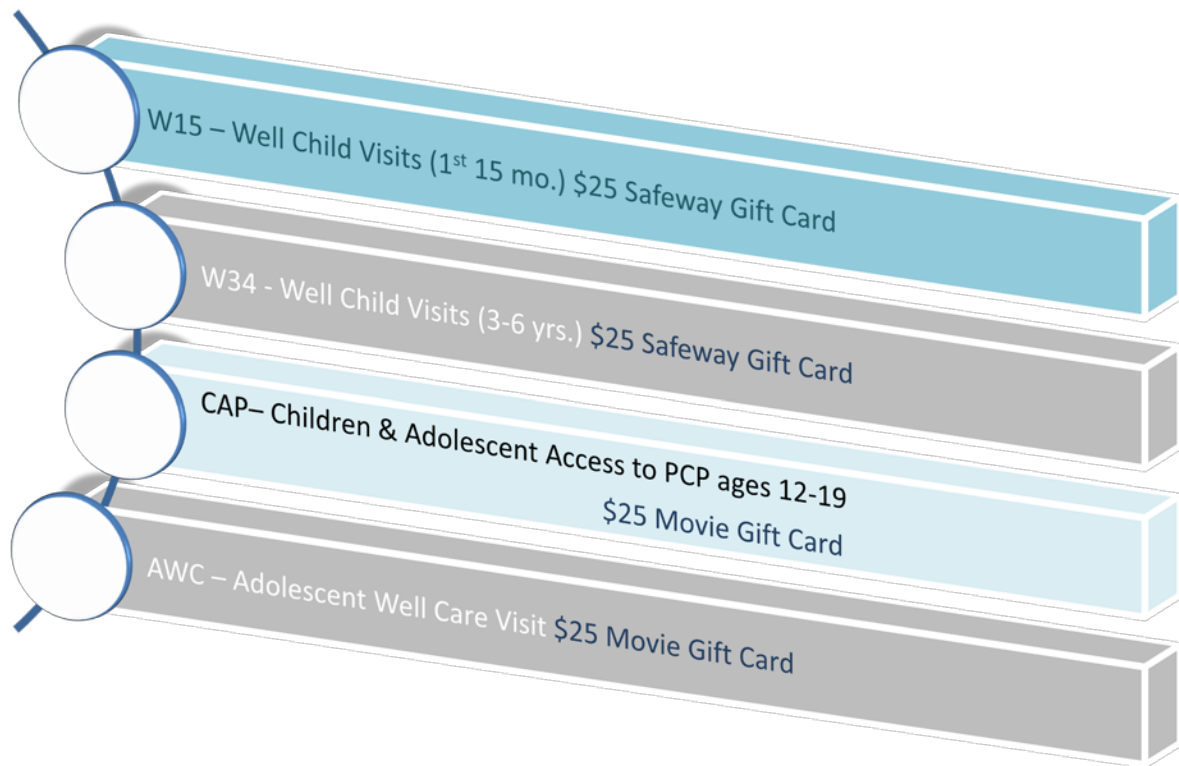 W15 – Well Child Visits (1st 15 mo.) $25 Safeway Gift Card
W34 - Well Child Visits (3-6 yrs.) $25 Safeway Gift Card
CAP– Children & Adolescent Access to PCP ages 12-19
$25 Movie Gift Card
AWC – Adolescent Well Care Visit $25 Movie Gift Card